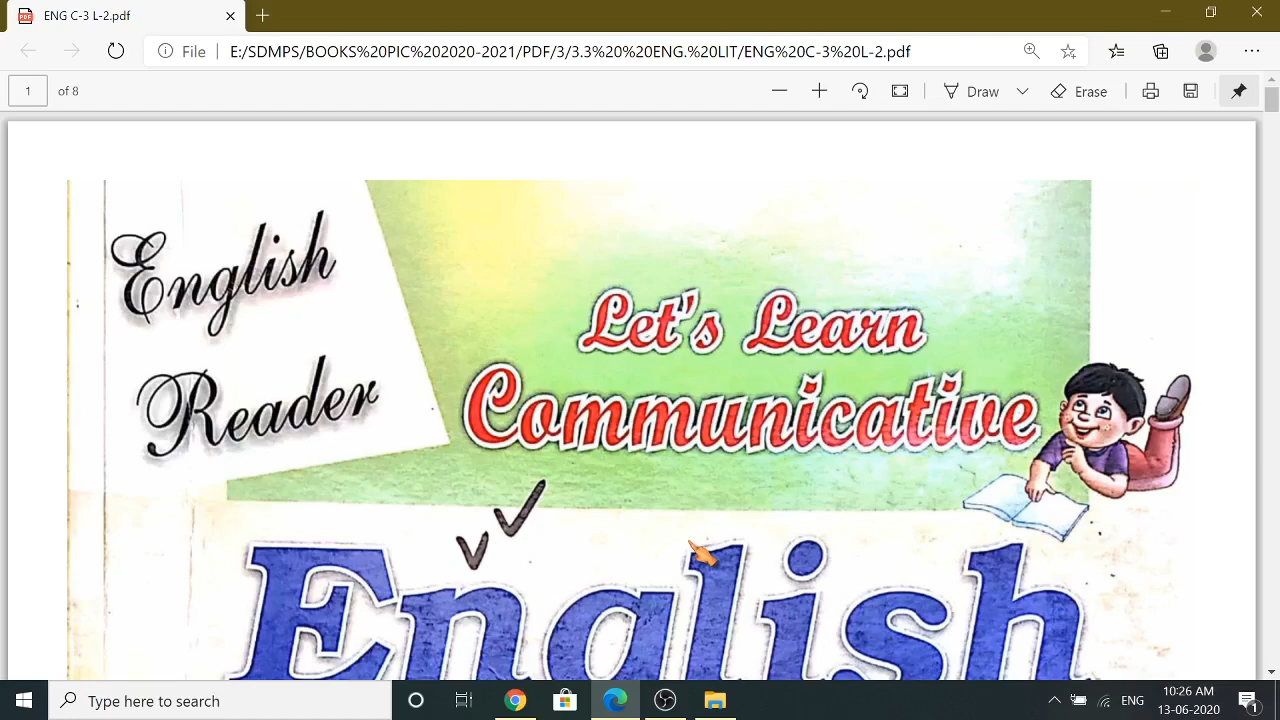 ENG C-3 L-2.pdf
File
E:/SDMPS/BOOKS%20PIC%202020-2021/PDF/3/3.3%20%20ENG.%20LIT/ENG%20C-3%20L-2.pdf
1 of 8
Draw
Erase
English
Reader
Let's Learn
Communicative
English
Type here to search
ENG
10:26 AM
13-06-2020
1